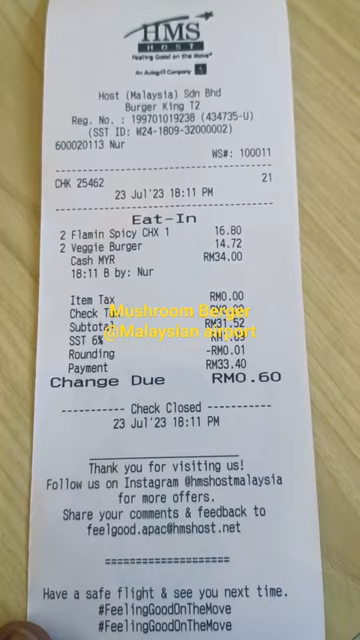 HMS
HOST
Feeling Good on the Move
An Autogrill Company
Host (Malaysia) Sdn Bhd
Burger King T2
Reg. No. : 199701019238 (434735-U)
(SST ID: W24-1809-32000002)
600020113 Nur
WS#: 100011
CHK 25462 21
23 Jul'23 18:11 PM
Eat-In
2 Flamin Spicy CHX 1 16.80
2 Veggie Burger 14.72
Cash MYR RM34.00
18:11 B by: Nur
Item Tax RM0.00
Check
Mushroom Berger
Subtotal RM31.52
@Malaysian airport
SST 6%
Rounding -RM0.01
Payment RM33.40
Change Due RM0.60
---------- Check Closed ----------
23 Jul'23 18:11 PM
Thank you for visiting us!
Follow us on Instagram @hmshostmalaysia
for more offers.
Share your comments & feedback to
feelgood.apac@hmshost.net
====================
Have a safe flight & see you next time.
#FeelingGoodOnTheMove
#FeelingGoodOnTheMove